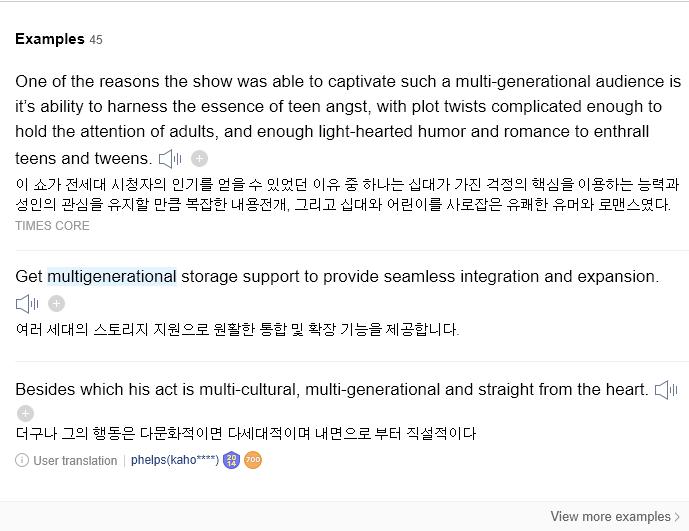 Examples 45
One of the reasons the show was able to captivate such a multi-generational audience is
it's ability to harness the essence of teen angst, with plot twists complicated enough to
hold the attention of adults, and enough light-hearted humor and romance to enthrall
teens and tweens.
이 쇼가 전세대 시청자의 인기를 얻을 수 있었던 이유 중 하나는 십대가 가진 걱정의 핵심을 이용하는 능력과
성인의 관심을 유지할 만큼 복잡한 내용전개, 그리고 십대와 어린이를 사로잡은 유쾌한 유머와 로맨스였다.
TIMES CORE
Get multigenerational storage support to provide seamless integration and expansion.
여러 세대의 스토리지 지원으로 원활한 통합 및 확장 기능을 제공합니다.
Besides which his act is multi-cultural, multi-generational and straight from the heart.
더구나 그의 행동은 다문화적이면 다세대적이며 내면으로 부터 직설적이다
User translation phelps(kaho****) 2014 700
View more examples